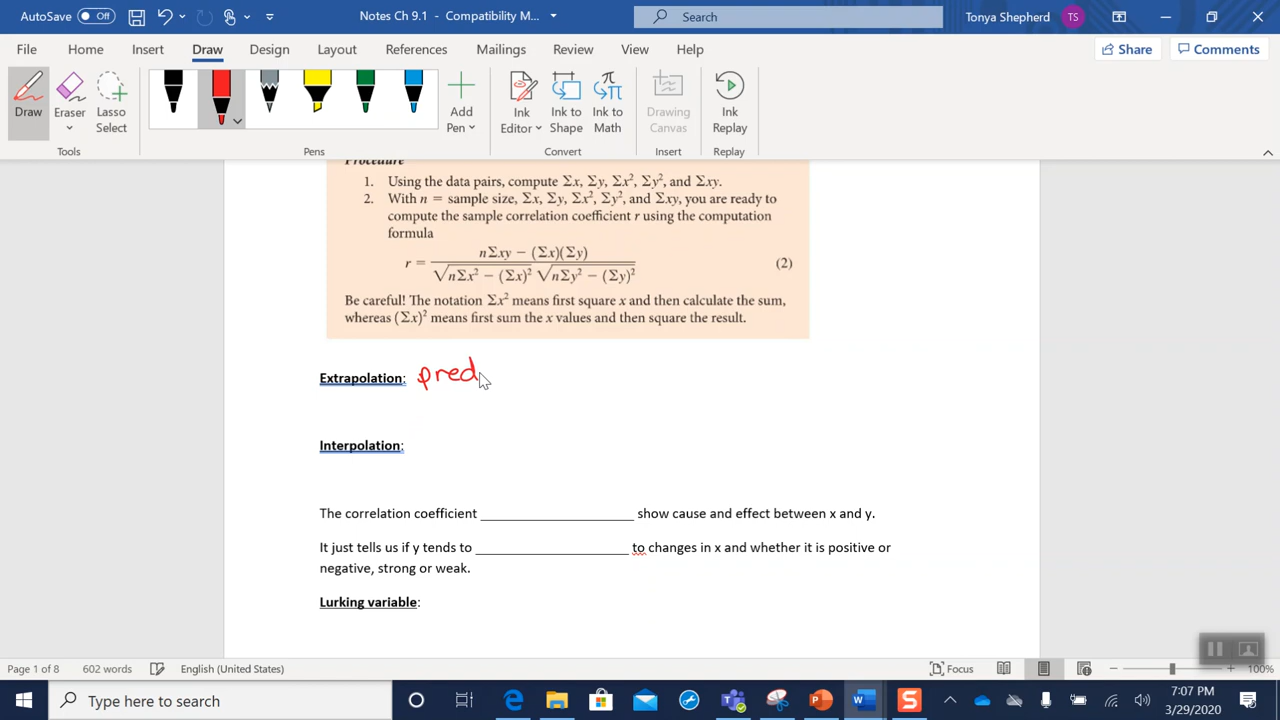 AutoSave Off Notes Ch 9.1 - Compatibility M... Search Tonya Shepherd TS
File Home Insert Draw Design Layout References Mailings Review View Help Share Comments
Draw Eraser Lasso Select Add Pen Ink Editor Ink to Shape Ink to Math Drawing Canvas Ink Replay
Tools Pens Convert Insert Replay
Procedure
1. Using the data pairs, compute Σx, Σy, Σx², Σy², and Σxy.
2. With n = sample size, Σx, Σy, Σx², Σy², and Σxy, you are ready to
compute the sample correlation coefficient r using the computation
formula
r = nΣxy − (Σx)(Σy) / √nΣx² − (Σx)² √nΣy² − (Σy)² (2)
Be careful! The notation Σx² means first square x and then calculate the sum,
whereas (Σx)² means first sum the x values and then square the result.
Extrapolation: pred
Interpolation:
The correlation coefficient ____________________ show cause and effect between x and y.
It just tells us if y tends to ____________________ to changes in x and whether it is positive or
negative, strong or weak.
Lurking variable:
Page 1 of 8 602 words English (United States) Focus 100%
Type here to search 7:07 PM
3/29/2020